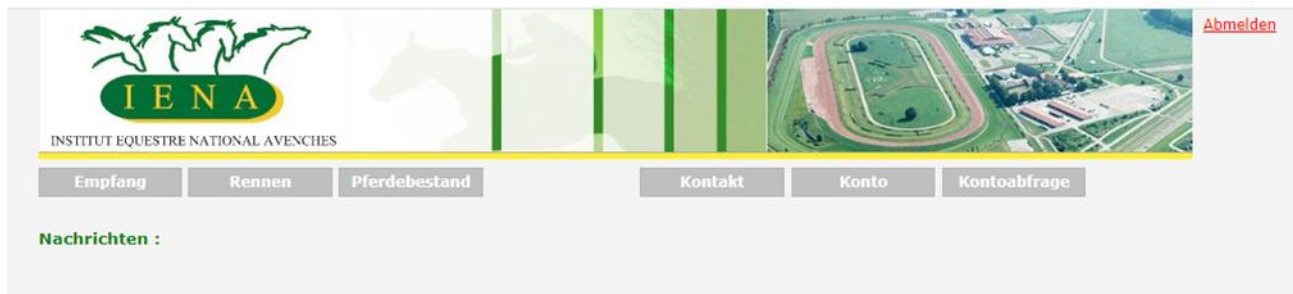 Abmelden
IENA
INSTITUT EQUESTRE NATIONAL AVENCHES
Empfang Rennen Pferdebestand Kontakt Konto Kontoabfrage
Nachrichten :